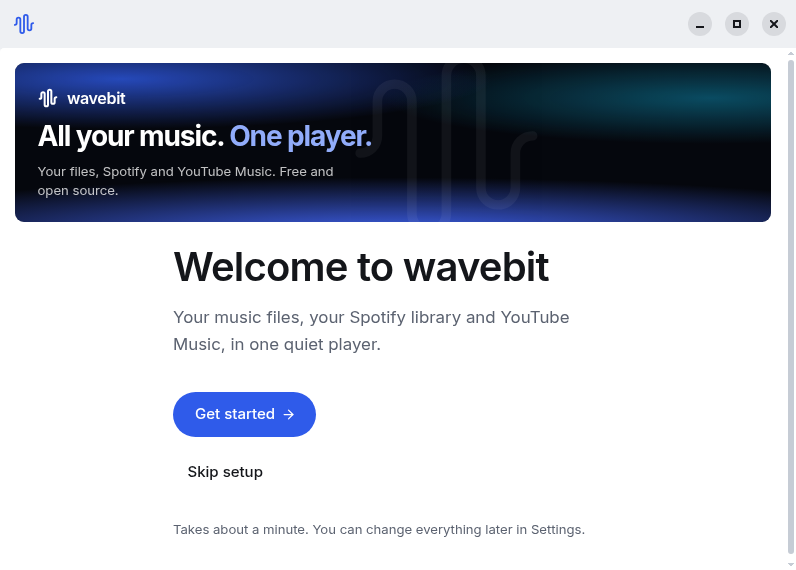 wavebit
All your music. One player.
Your files, Spotify and YouTube Music. Free and
open source.
Welcome to wavebit
Your music files, your Spotify library and YouTube
Music, in one quiet player.
Get started →
Skip setup
Takes about a minute. You can change everything later in Settings.